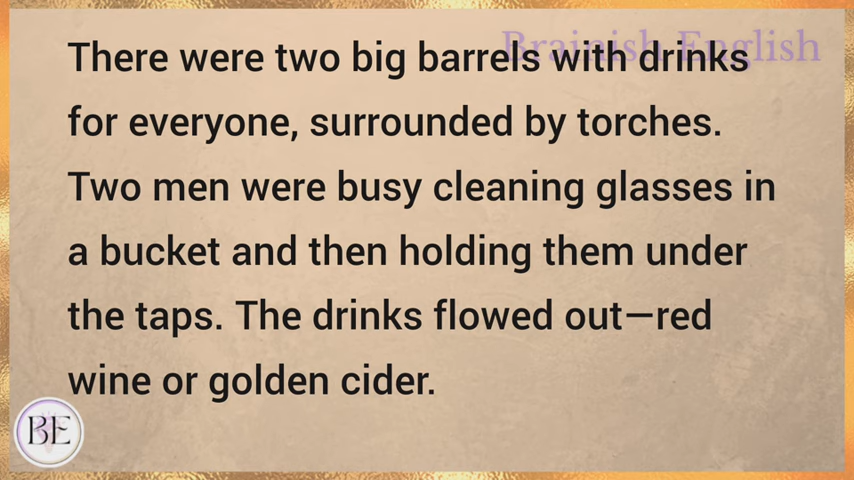 Brainish English
There were two big barrels with drinks
for everyone, surrounded by torches.
Two men were busy cleaning glasses in
a bucket and then holding them under
the taps. The drinks flowed out—red
wine or golden cider.
BE